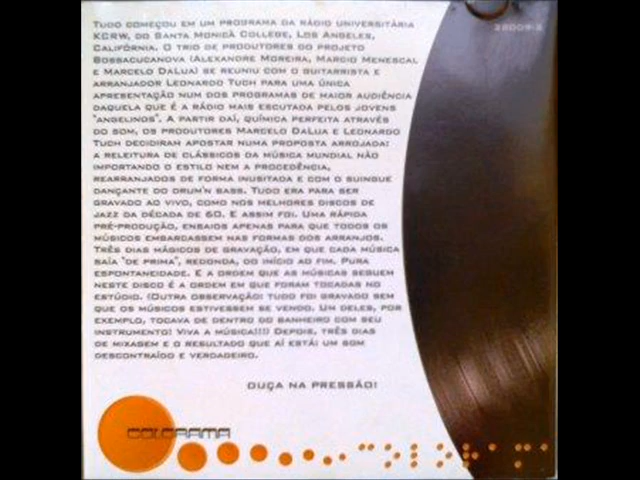 TUDO COMEÇOU EM UM PROGRAMA DA RÁDIO UNIVERSITÁRIA
KCRW, DO SANTA MONICA COLLEGE, LOS ANGELES,
CALIFÓRNIA. O TRIO DE PRODUTORES DO PROJETO
BOSSACUCANOVA (ALEXANDRE MOREIRA, MARCIO MENESCAL
E MARCELO DALUA) SE REUNIU COM O GUITARRISTA E
ARRANJADOR LEONARDO TUCH PARA UMA ÚNICA
APRESENTAÇÃO NUM DOS PROGRAMAS DE MAIOR AUDIÊNCIA
DAQUELA QUE É A RÁDIO MAIS ESCUTADA PELOS JOVENS
"ANGELINOS". A PARTIR DAÍ, QUÍMICA PERFEITA ATRAVÉS
DO SOM, OS PRODUTORES MARCELO DALUA E LEONARDO
TUCH DECIDIRAM APOSTAR NUMA PROPOSTA ARROJADA:
A RELEITURA DE CLÁSSICOS DA MÚSICA MUNDIAL NÃO
IMPORTANDO O ESTILO NEM A PROCEDÊNCIA,
REARRANJADOS DE FORMA INUSITADA E COM O SUINGUE
DANÇANTE DO DRUM'N BASS. TUDO ERA PARA SER
GRAVADO AO VIVO, COMO NOS MELHORES DISCOS DE
JAZZ DA DÉCADA DE 60. E ASSIM FOI. UMA RÁPIDA
PRÉ-PRODUÇÃO, ENSAIOS APENAS PARA QUE TODOS OS
MÚSICOS EMBARCASSEM NAS FORMAS DOS ARRANJOS.
TRÊS DIAS MÁGICOS DE GRAVAÇÃO, EM QUE CADA MÚSICA
SAÍA "DE PRIMA", REDONDA, DO INÍCIO AO FIM. PURA
ESPONTANEIDADE. E A ORDEM QUE AS MÚSICAS SEGUEM
NESTE DISCO É A ORDEM EM QUE FORAM TOCADAS NO
ESTÚDIO. (OUTRA OBSERVAÇÃO: TUDO FOI GRAVADO SEM
QUE OS MÚSICOS ESTIVESSEM SE VENDO. UM DELES, POR
EXEMPLO, TOCAVA DE DENTRO DO BANHEIRO COM SEU
INSTRUMENTO! VIVA A MÚSICA!!!) DEPOIS, TRÊS DIAS
DE MIXAGEM E O RESULTADO QUE AÍ ESTÁ: UM SOM
DESCONTRAÍDO E VERDADEIRO.
OUÇA NA PRESSÃO!
COLORAMA